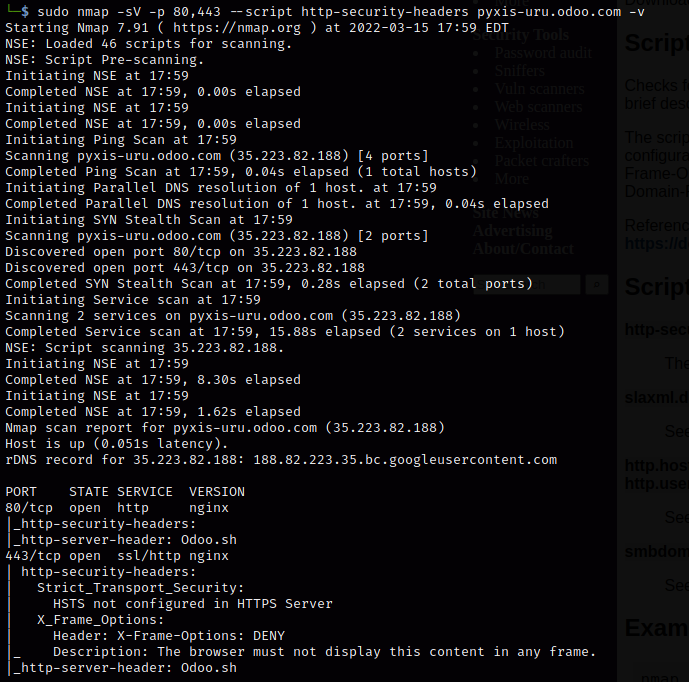 └─$ sudo nmap -sV -p 80,443 --script http-security-headers pyxis-uru.odoo.com -v
Starting Nmap 7.91 ( https://nmap.org ) at 2022-03-15 17:59 EDT
NSE: Loaded 46 scripts for scanning.
NSE: Script Pre-scanning.
Initiating NSE at 17:59
Completed NSE at 17:59, 0.00s elapsed
Initiating NSE at 17:59
Completed NSE at 17:59, 0.00s elapsed
Initiating Ping Scan at 17:59
Scanning pyxis-uru.odoo.com (35.223.82.188) [4 ports]
Completed Ping Scan at 17:59, 0.04s elapsed (1 total hosts)
Initiating Parallel DNS resolution of 1 host. at 17:59
Completed Parallel DNS resolution of 1 host. at 17:59, 0.04s elapsed
Initiating SYN Stealth Scan at 17:59
Scanning pyxis-uru.odoo.com (35.223.82.188) [2 ports]
Discovered open port 80/tcp on 35.223.82.188
Discovered open port 443/tcp on 35.223.82.188
Completed SYN Stealth Scan at 17:59, 0.28s elapsed (2 total ports)
Initiating Service scan at 17:59
Scanning 2 services on pyxis-uru.odoo.com (35.223.82.188)
Completed Service scan at 17:59, 15.88s elapsed (2 services on 1 host)
NSE: Script scanning 35.223.82.188.
Initiating NSE at 17:59
Completed NSE at 17:59, 8.30s elapsed
Initiating NSE at 17:59
Completed NSE at 17:59, 1.62s elapsed
Nmap scan report for pyxis-uru.odoo.com (35.223.82.188)
Host is up (0.051s latency).
rDNS record for 35.223.82.188: 188.82.223.35.bc.googleusercontent.com
PORT    STATE SERVICE  VERSION
80/tcp  open  http     nginx
|_http-security-headers:
|_http-server-header: Odoo.sh
443/tcp open  ssl/http nginx
| http-security-headers:
|   Strict_Transport_Security:
|     HSTS not configured in HTTPS Server
|   X_Frame_Options:
|     Header: X-Frame-Options: DENY
|_    Description: The browser must not display this content in any frame.
|_http-server-header: Odoo.sh
Security Tools
Password audit
Sniffers
Vuln scanners
Web scanners
Wireless
Exploitation
Packet crafters
More
Site News
Advertising
About/Contact
Script
Checks f
brief des
The scrip
configura
Frame-O
Domain-
Referenc
https://d
Script
http-sec
The
slaxml.d
See
http.hos
http.user
See
smbdom
See
Exam
nmap